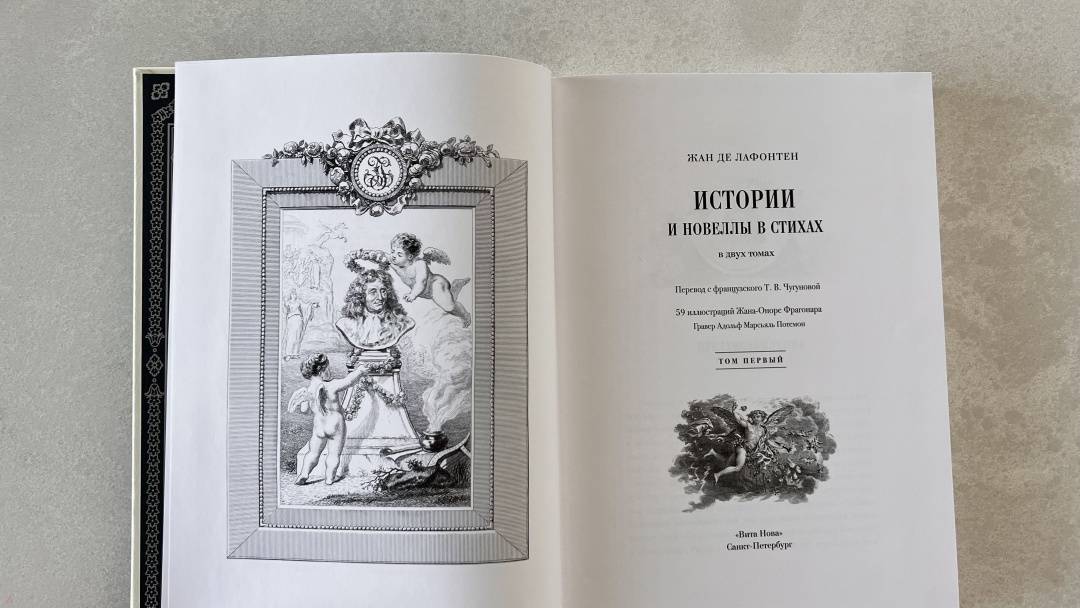 ЖАН ДЕ ЛАФОНТЕН
ИСТОРИИ
И НОВЕЛЛЫ В СТИХАХ
в двух томах
Перевод с французского Т. В. Чугуновой
59 иллюстраций Жана-Оноре Фрагонара
Гравер Адольф Марсьяль Потемон
ТОМ ПЕРВЫЙ
«Вита Нова»
Санкт-Петербург